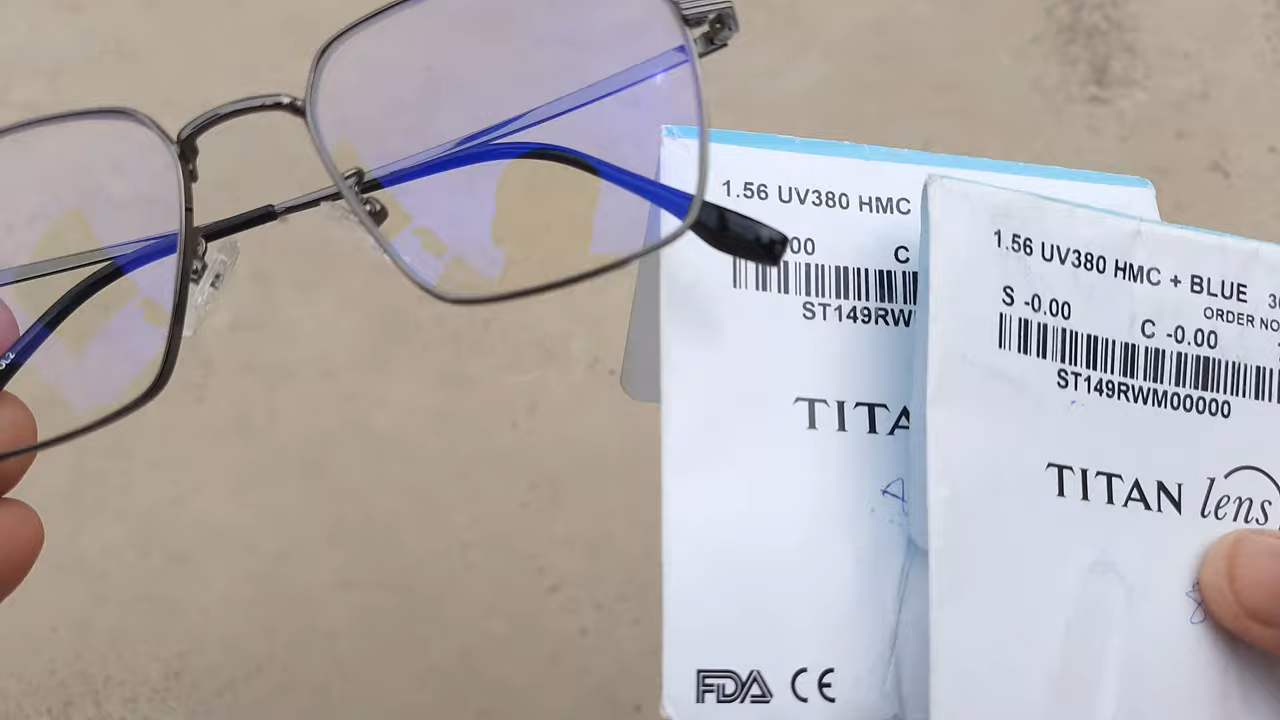 1.56 UV380 HMC
00
C
ST149RW
TITA
FDA CE
1.56 UV380 HMC + BLUE
S -0.00
ORDER NO
C -0.00
ST149RWM00000
TITAN lens